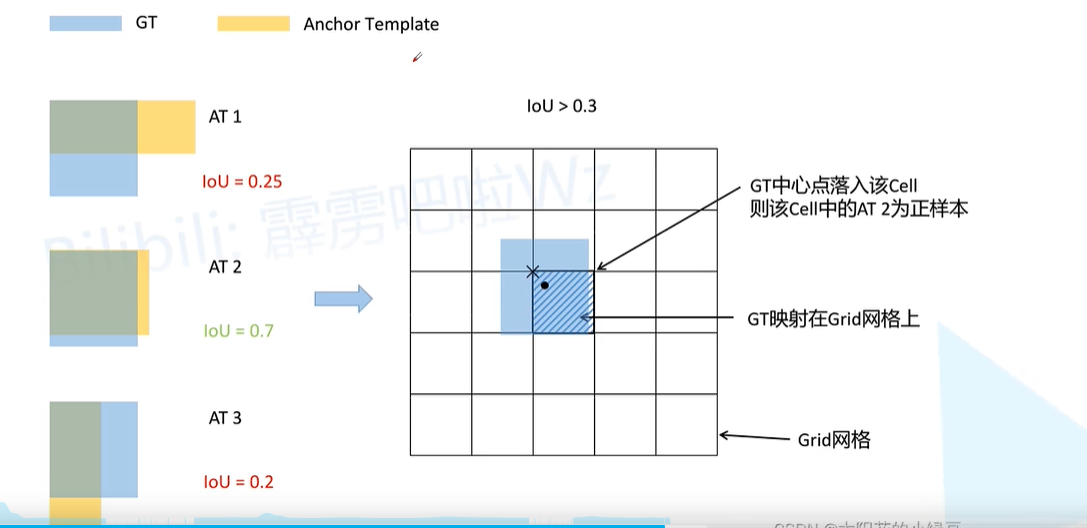 GT
Anchor Template
AT 1
IoU = 0.25
AT 2
IoU = 0.7
AT 3
IoU = 0.2
IoU > 0.3
GT中心点落入该Cell
则该Cell中的AT 2为正样本
GT映射在Grid网格上
Grid网格
Bilibili: 霹雳吧啦Wz